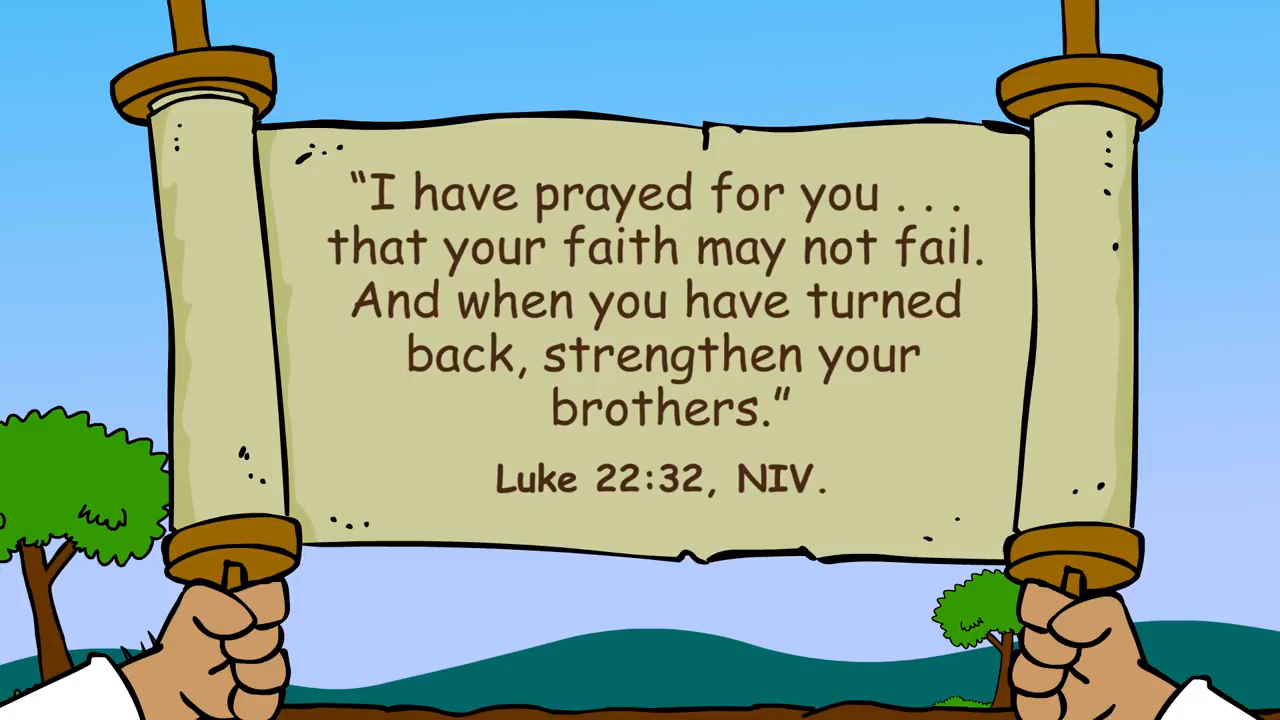 “I have prayed for you . . .
that your faith may not fail.
And when you have turned
back, strengthen your
brothers.”
Luke 22:32, NIV.